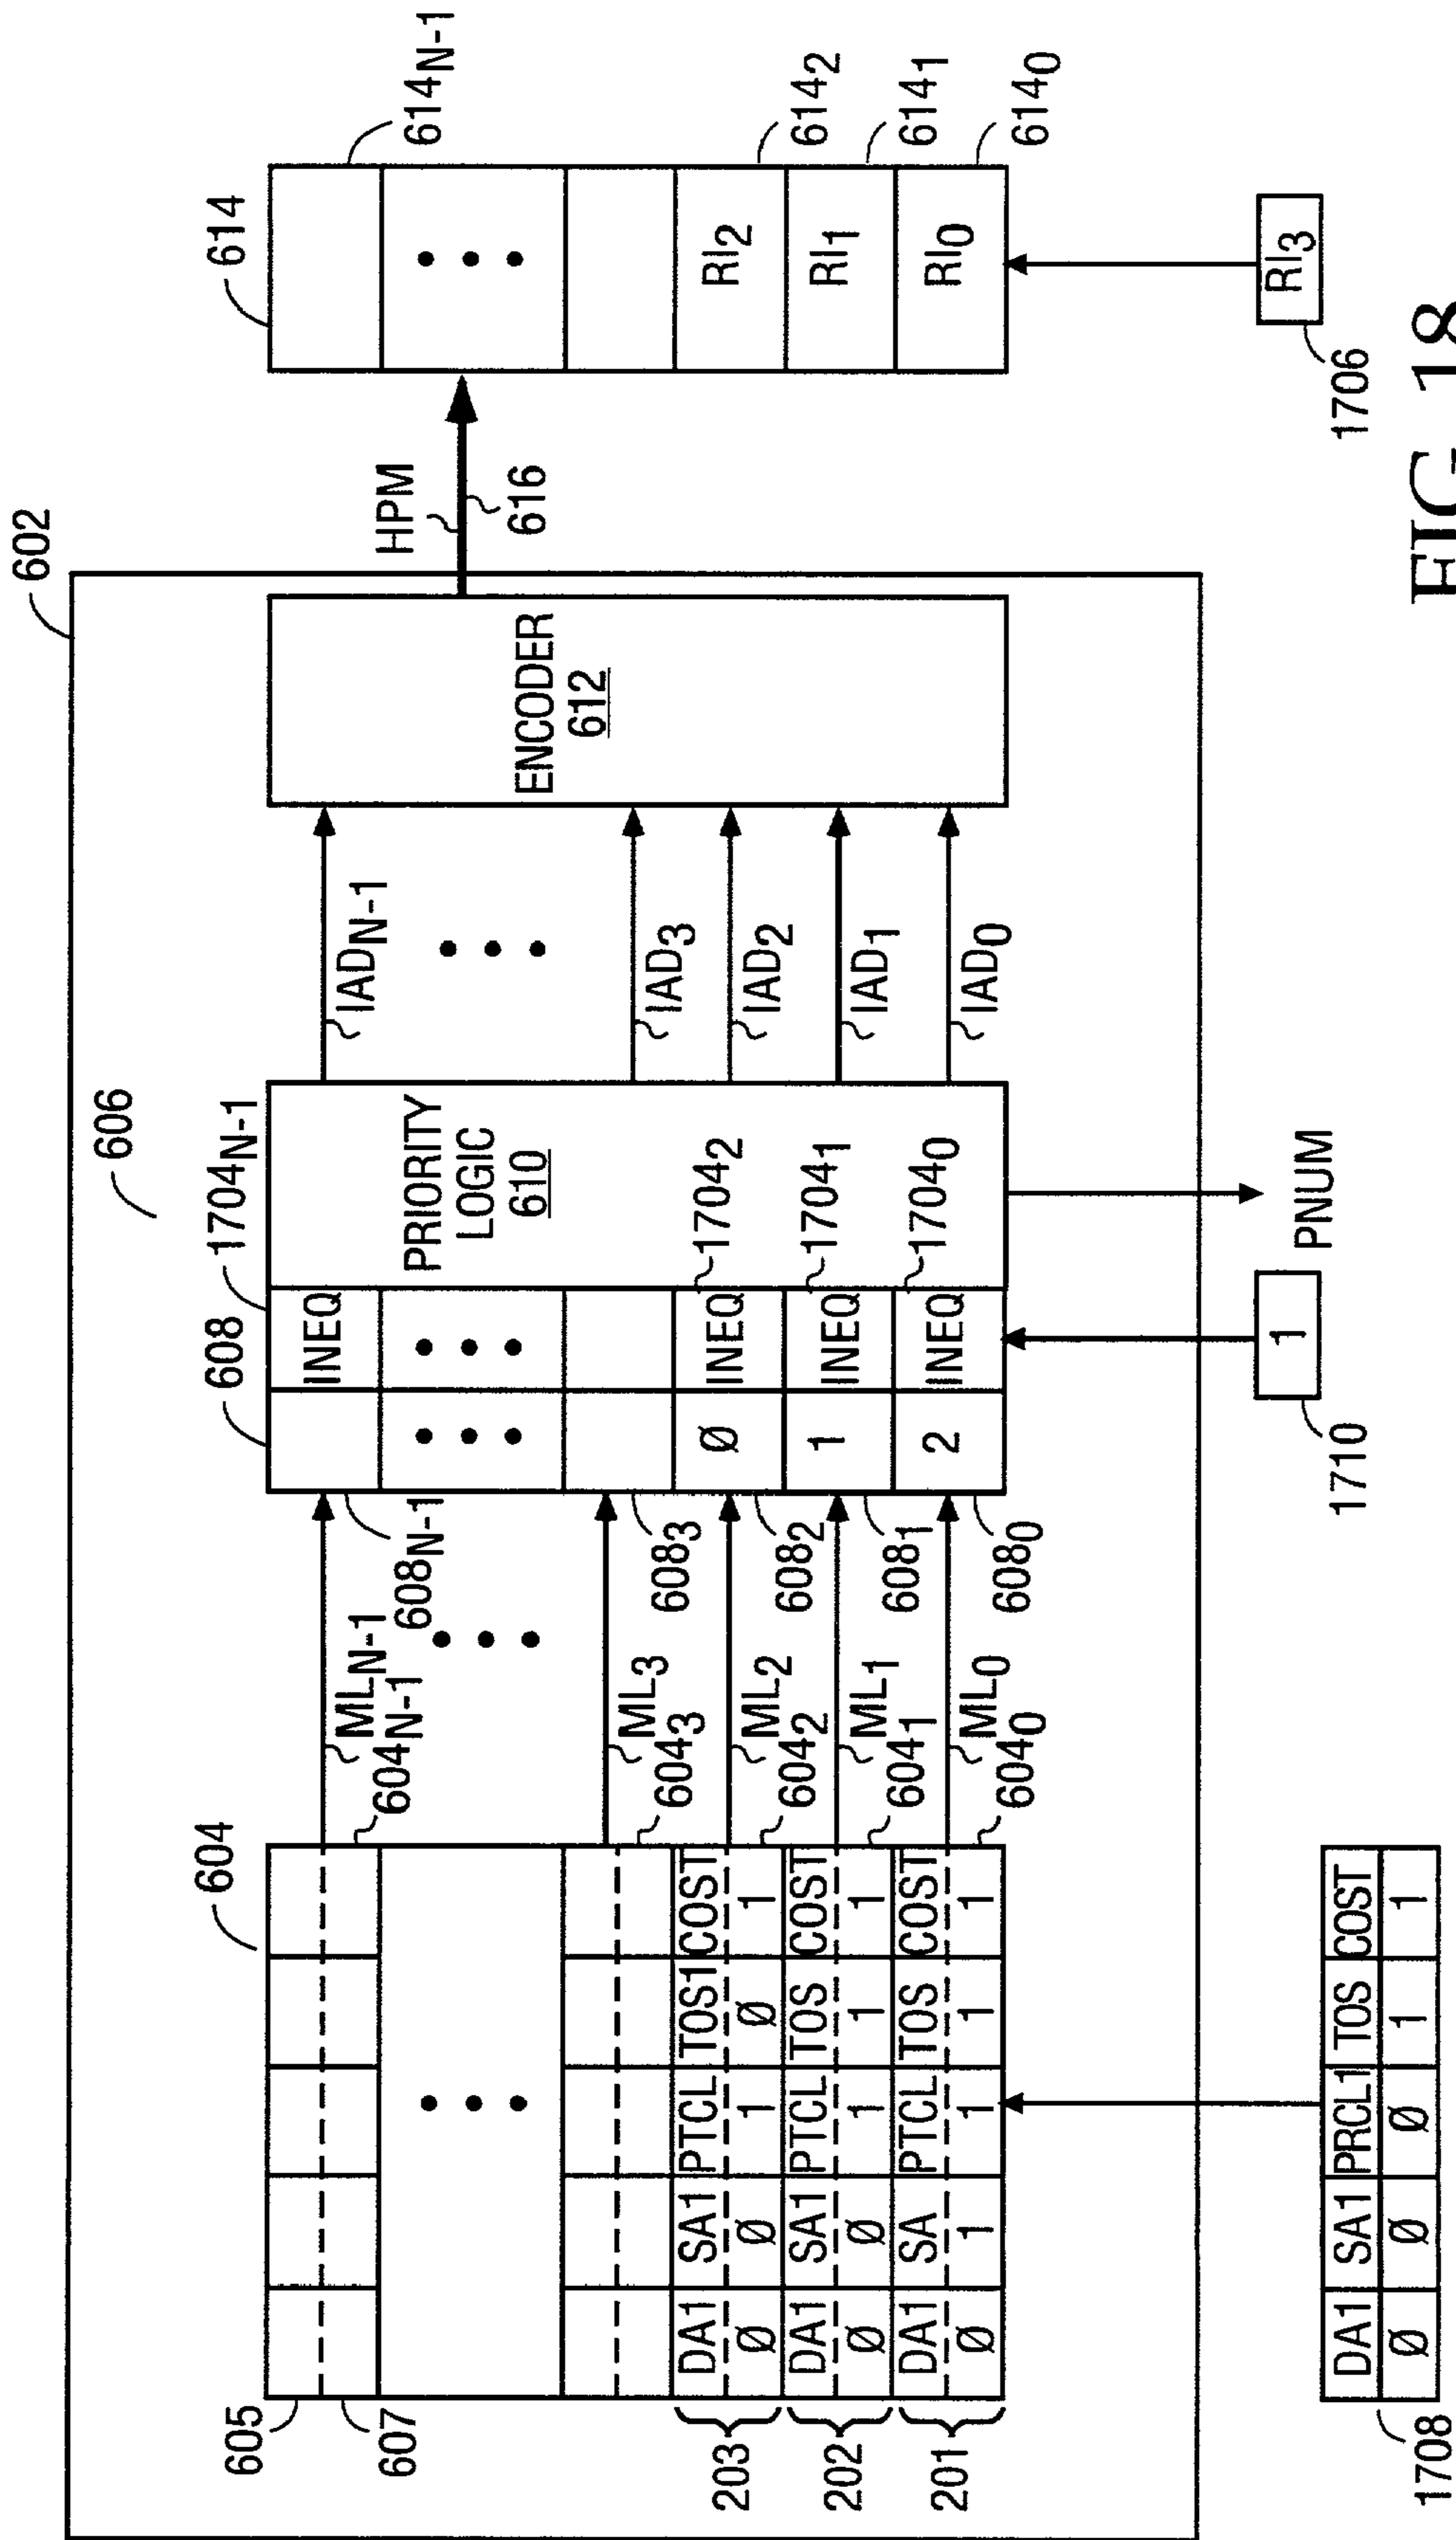 602
606
604
605
607
604N-1
MLN-1
608N-1
608
1704N-1
INEQ
PRIORITY
LOGIC
610
IADN-1
ENCODER
612
HPM
616
614
614N-1
ML3
6043
6083
IAD3
203
DA1 SA1 PTCL TOS1 COST
Ø Ø 1 Ø 1
ML2
6042
6082
Ø
INEQ
17042
IAD2
RI2
6142
202
DA1 SA1 PTCL TOS COST
Ø Ø 1 1 1
ML1
6041
6081
1
INEQ
17041
IAD1
RI1
6141
201
DA1 SA PTCL TOS COST
Ø 1 1 1 1
ML0
6040
6080
2
INEQ
17040
IAD0
RI0
6140
1708
DA1 SA1 PRCL1 TOS COST
Ø Ø Ø 1 1
1710
1
PNUM
1706
RI3
FIG. 18